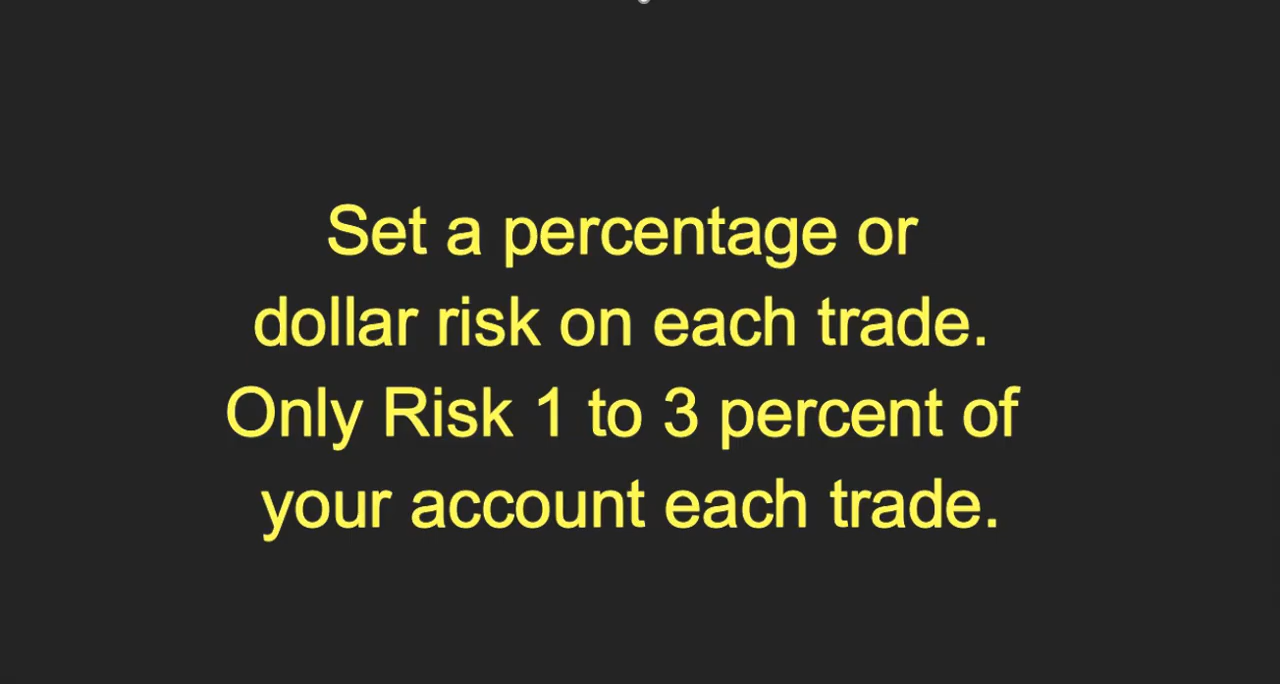 Set a percentage or
dollar risk on each trade.
Only Risk 1 to 3 percent of
your account each trade.